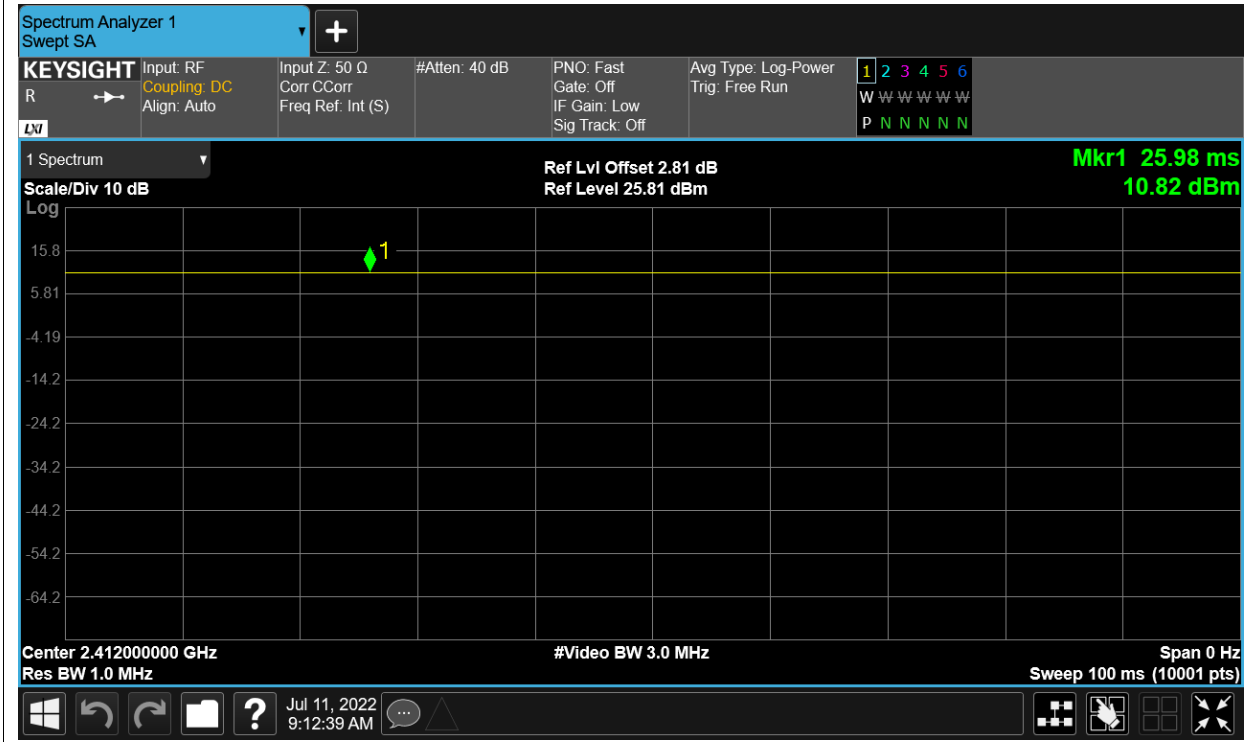 Spectrum Analyzer 1
Swept SA
+
KEYSIGHT
R
LXI
Input: RF
Coupling: DC
Align: Auto
Input Z: 50 Ω
Corr CCorr
Freq Ref: Int (S)
#Atten: 40 dB
PNO: Fast
Gate: Off
IF Gain: Low
Sig Track: Off
Avg Type: Log-Power
Trig: Free Run
1 2 3 4 5 6
W W W W W W
P N N N N N
1 Spectrum
Scale/Div 10 dB
Ref Lvl Offset 2.81 dB
Ref Level 25.81 dBm
Mkr1 25.98 ms
10.82 dBm
Log
1
15.8
5.81
-4.19
-14.2
-24.2
-34.2
-44.2
-54.2
-64.2
Center 2.412000000 GHz
#Video BW 3.0 MHz
Span 0 Hz
Res BW 1.0 MHz
Sweep 100 ms (10001 pts)
?
Jul 11, 2022
9:12:39 AM